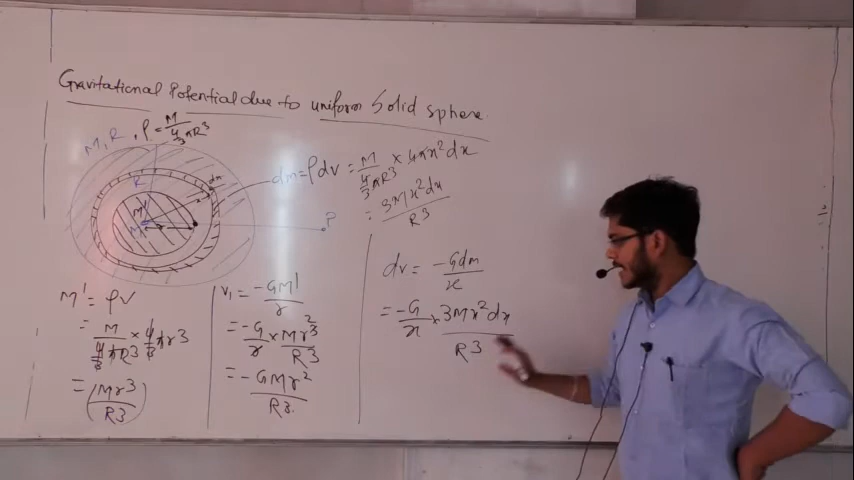 Gravitational Potential due to uniform Solid sphere.
M, R, ρ = M / 4/3 πR³
dm = ρdv = M / 4/3 πR³ × 4πx²dx
= 3Mx²dx / R³
dx
R
x
M'
r
P
M' = ρV
= M / 4/3 πR³ × 4/3 πr³
= (Mr³ / R³)
V₁ = -GM' / r
= -G / r × Mr³ / R³
= -GMr² / R³.
dv = -Gdm / x
= -G / x × 3Mx²dx / R³